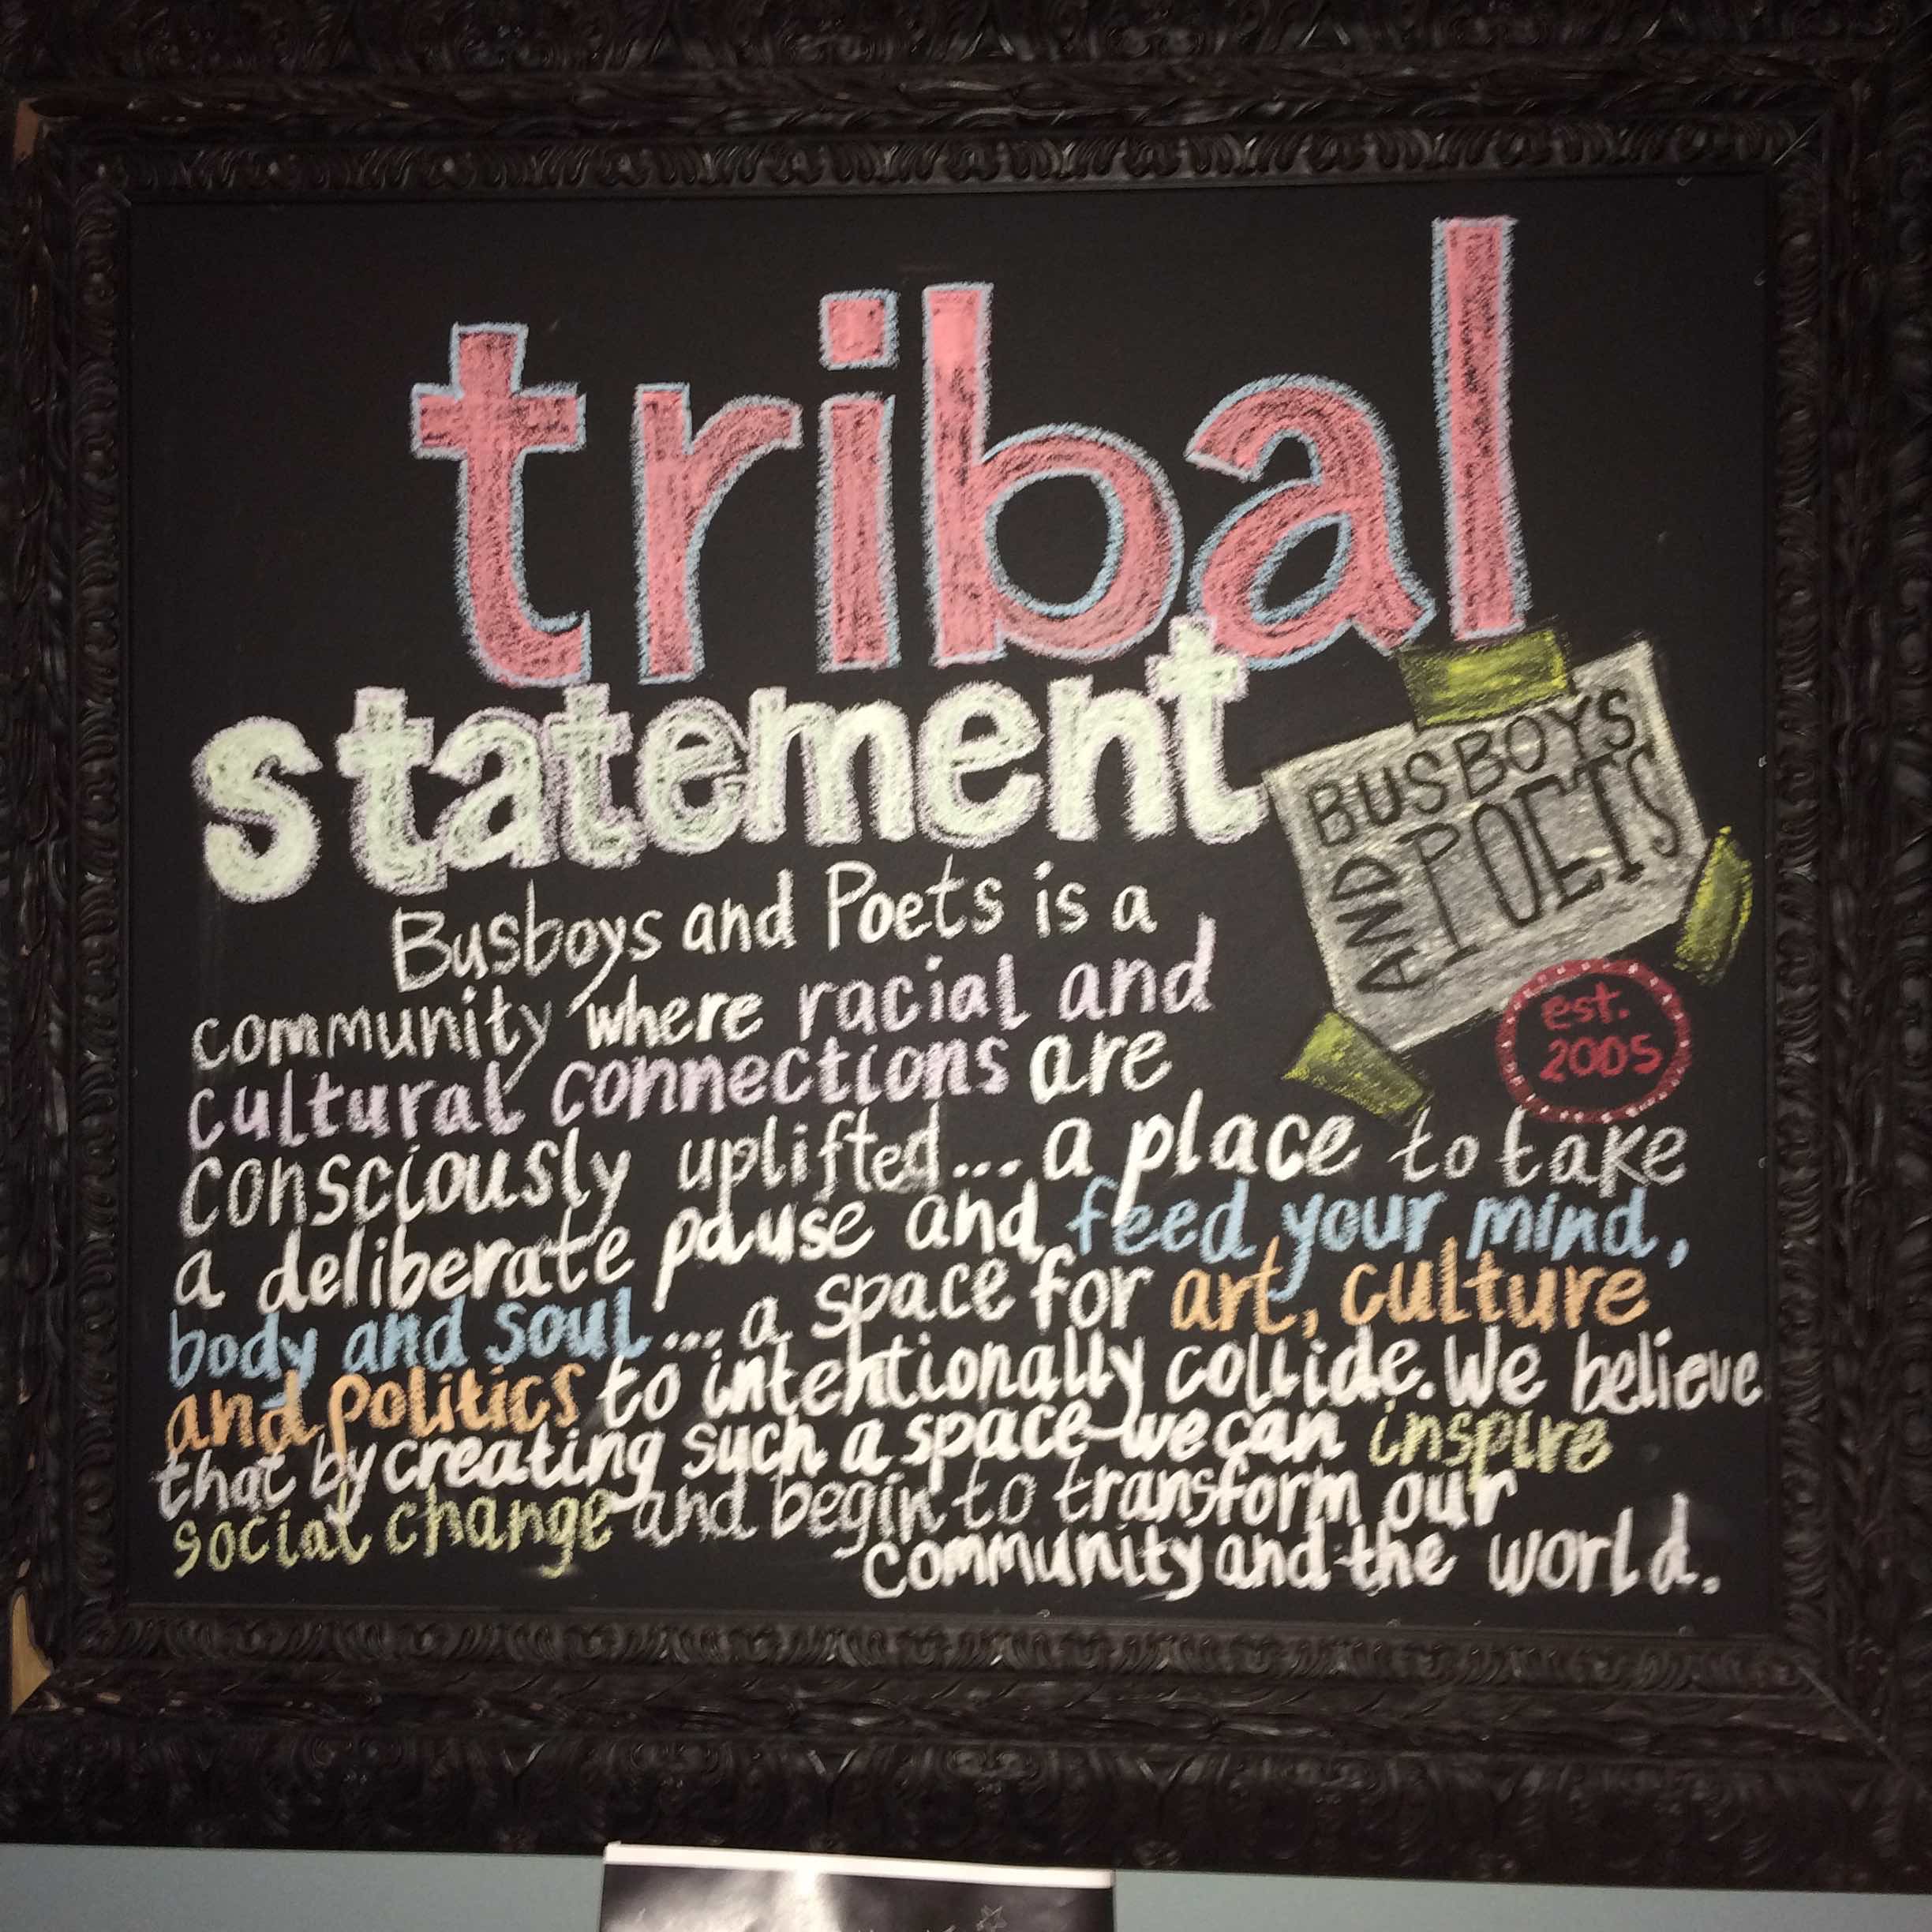 tribal
statement
BUSBOYS
AND POETS
est.
2005
Busboys and Poets is a
community where racial and
cultural connections are
consciously uplifted... a place to take
a deliberate pause and feed your mind,
body and soul... a space for art, culture
and politics to intentionally collide. We believe
that by creating such a space we can inspire
social change and begin to transform our
community and the world.